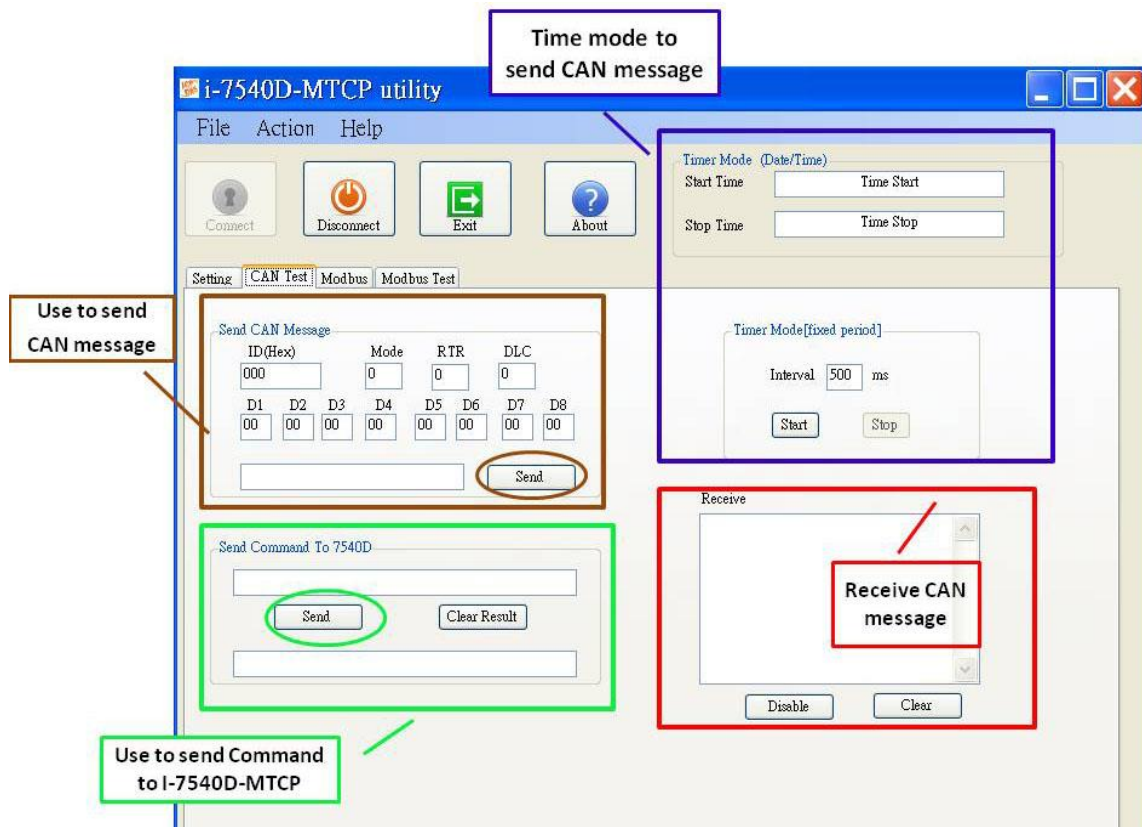 Time mode to
send CAN message
i-7540D-MTCP utility
File Action Help
Connect
Disconnect
Exit
About
Timer Mode (Date/Time)
Start Time Time Start
Stop Time Time Stop
Setting CAN Test Modbus Modbus Test
Use to send
CAN message
Send CAN Message
ID(Hex) Mode RTR DLC
000 0 0 0
D1 D2 D3 D4 D5 D6 D7 D8
00 00 00 00 00 00 00 00
Send
Timer Mode[fixed period]
Interval 500 ms
Start Stop
Send Command To 7540D
Send Clear Result
Receive
Receive CAN
message
Disable Clear
Use to send Command
to I-7540D-MTCP